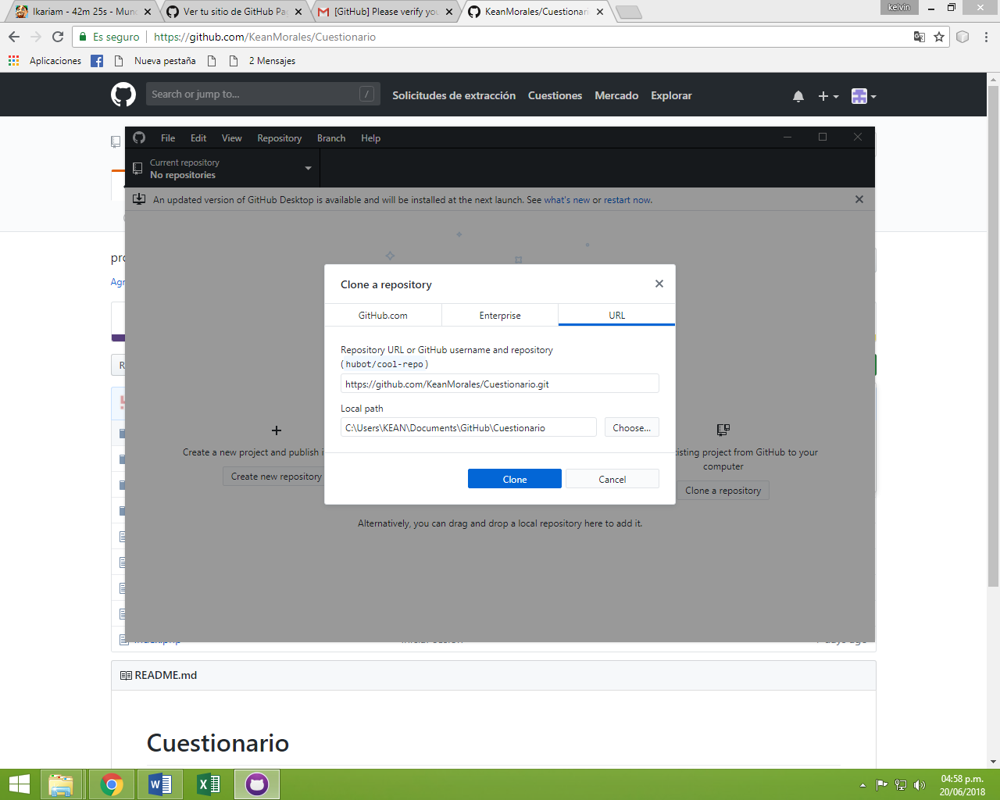 Ikariam - 42m 25s - Mun
Ver tu sitio de GitHub Pa
[GitHub] Please verify yo
KeanMorales/Cuestionari
kelvin
Es seguro
https://github.com/KeanMorales/Cuestionario
Aplicaciones
Nueva pestaña
2 Mensajes
Search or jump to...
/
Solicitudes de extracción
Cuestiones
Mercado
Explorar
File
Edit
View
Repository
Branch
Help
Current repository
No repositories
An updated version of GitHub Desktop is available and will be installed at the next launch. See what's new or restart now.
pro
Agr
Clone a repository
GitHub.com
Enterprise
URL
Repository URL or GitHub username and repository
(hubot/cool-repo)
https://github.com/KeanMorales/Cuestionario.git
Local path
C:\Users\KEAN\Documents\GitHub\Cuestionario
Choose...
Clone
Cancel
Create a new project and publish i
Create new repository
isting project from GitHub to your
computer
Clone a repository
Alternatively, you can drag and drop a local repository here to add it.
R
index.php
days ago
README.md
Cuestionario
04:58 p.m.
20/06/2018